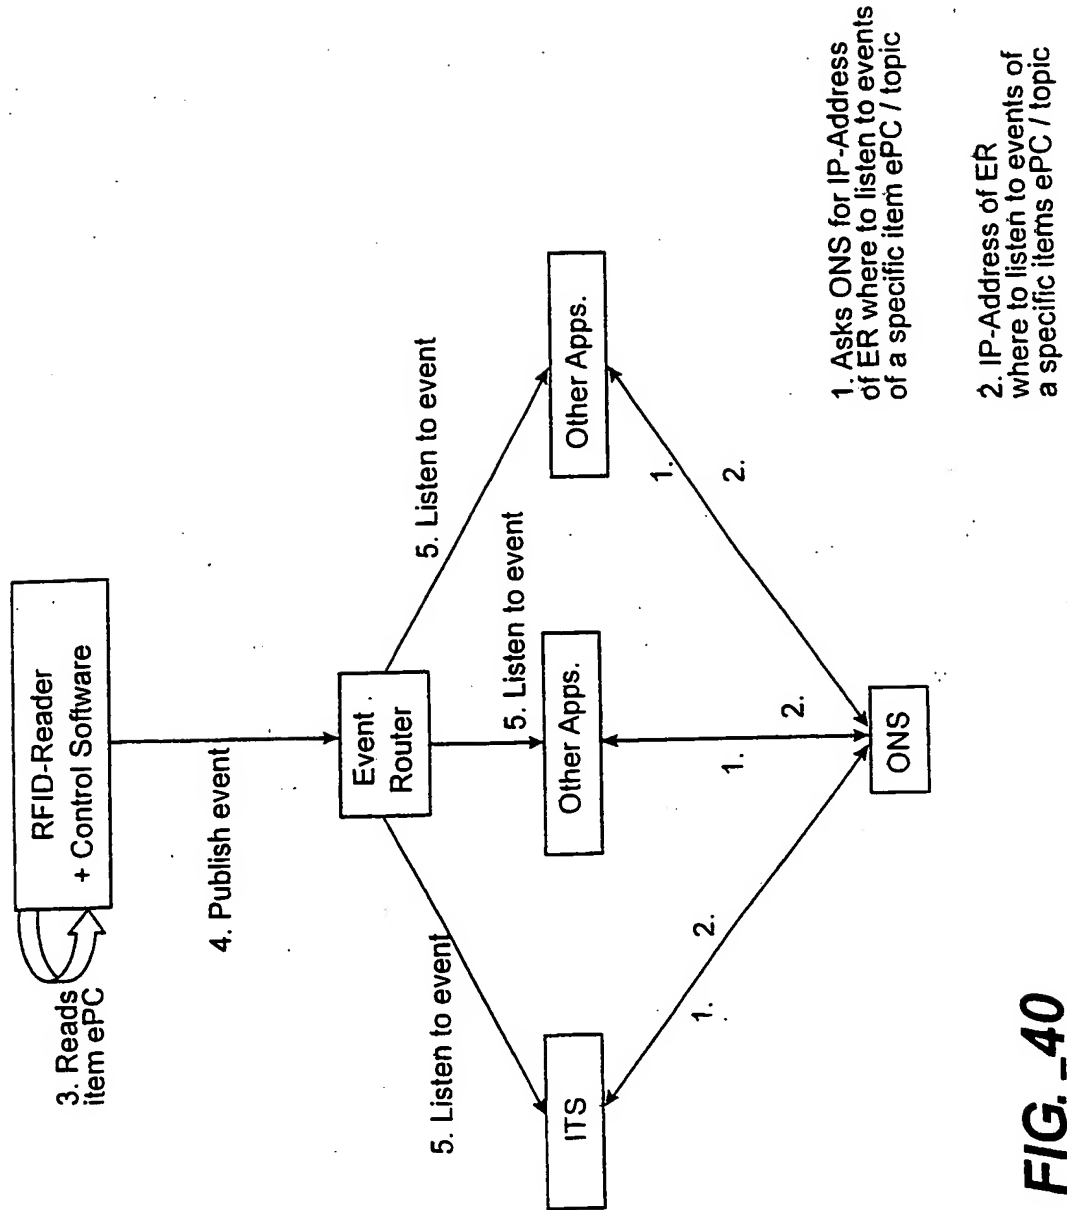 3. Reads
item ePC
RFID-Reader
+ Control Software
4. Publish event
Event
Router
5. Listen to event
5. Listen to event
5. Listen to event
ITS
Other Apps.
Other Apps.
1.
2.
1.
2.
1.
2.
ONS
1. Asks ONS for IP-Address
of ER where to listen to events
of a specific item ePC / topic
2. IP-Address of ER
where to listen to events of
a specific items ePC / topic
FIG._40